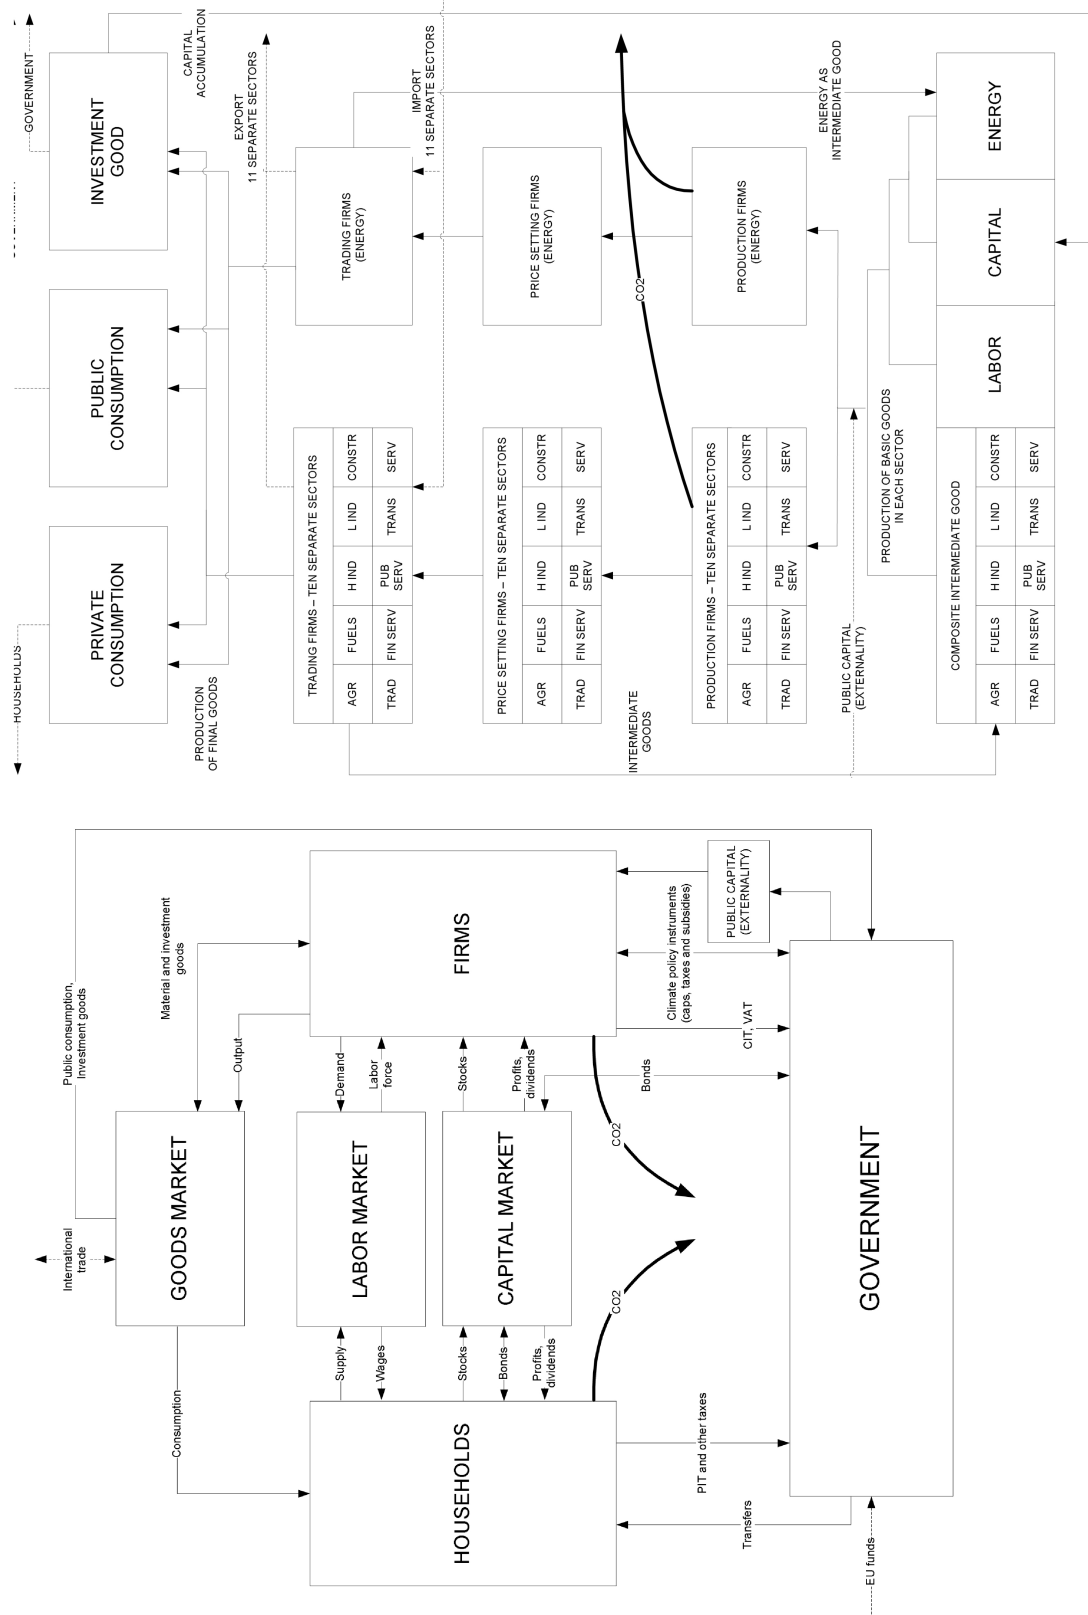 International
trade
Public consumption,
Investment goods
GOODS MARKET
Consumption
Material and investment
goods
Output
HOUSEHOLDS
Supply
Wages
LABOR MARKET
Demand
Labor
force
FIRMS
Stocks
Bonds
Profits,
dividends
CAPITAL MARKET
Stocks
Profits,
dividends
CO2
CO2
Bonds
PIT and other taxes
Transfers
CIT, VAT
Climate policy instruments
(caps, taxes and subsidies)
PUBLIC CAPITAL
(EXTERNALITY)
GOVERNMENT
EU funds
HOUSEHOLDS
GOVERNMENT
PRIVATE
CONSUMPTION
PUBLIC
CONSUMPTION
INVESTMENT
GOOD
PRODUCTION
OF FINAL GOODS
CAPITAL
ACCUMULATION
EXPORT
11 SEPARATE SECTORS
TRADING FIRMS – TEN SEPARATE SECTORS
AGR FUELS H IND L IND CONSTR
TRAD FIN SERV PUB SERV TRANS SERV
TRADING FIRMS
(ENERGY)
IMPORT
11 SEPARATE SECTORS
PRICE SETTING FIRMS – TEN SEPARATE SECTORS
AGR FUELS H IND L IND CONSTR
TRAD FIN SERV PUB SERV TRANS SERV
PRICE SETTING FIRMS
(ENERGY)
INTERMEDIATE
GOODS
CO2
PRODUCTION FIRMS – TEN SEPARATE SECTORS
AGR FUELS H IND L IND CONSTR
TRAD FIN SERV PUB SERV TRANS SERV
PRODUCTION FIRMS
(ENERGY)
ENERGY AS
INTERMEDIATE GOOD
PUBLIC CAPITAL
(EXTERNALITY)
PRODUCTION OF BASIC GOODS
IN EACH SECTOR
COMPOSITE INTERMEDIATE GOOD
AGR FUELS H IND L IND CONSTR
TRAD FIN SERV PUB SERV TRANS SERV
LABOR
CAPITAL
ENERGY